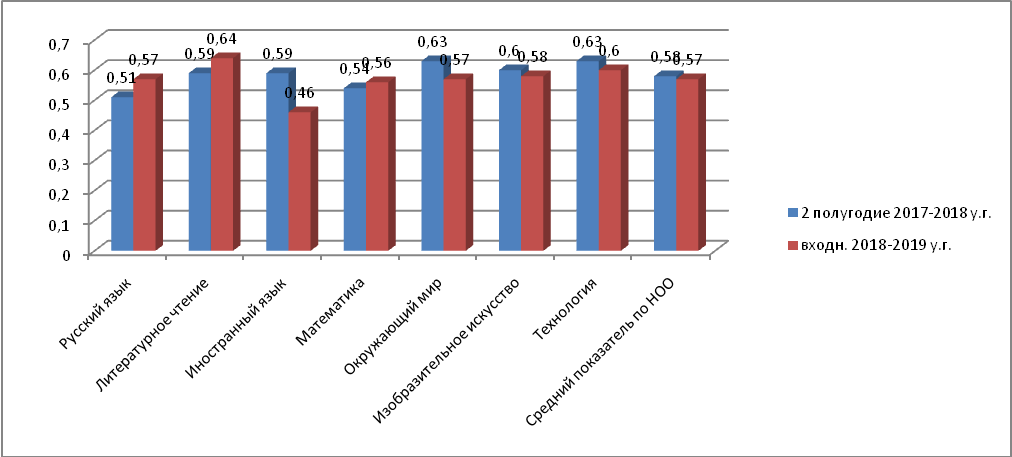 0,7
0,6
0,5
0,4
0,3
0,2
0,1
0
0,51
0,57
0,59
0,64
0,59
0,46
0,54
0,56
0,63
0,57
0,6
0,58
0,63
0,6
0,58
0,57
Русский язык
Литературное чтение
Иностранный язык
Математика
Окружающий мир
Изобразительное искусство
Технология
Средний показатель по НОО
2 полугодие 2017-2018 у.г.
входн. 2018-2019 у.г.